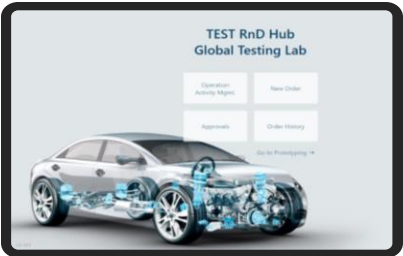 TEST RnD Hub
Global Testing Lab
Operation
Activity Mgmt.
New Order
Approvals
Order History
Go to Prototyping →